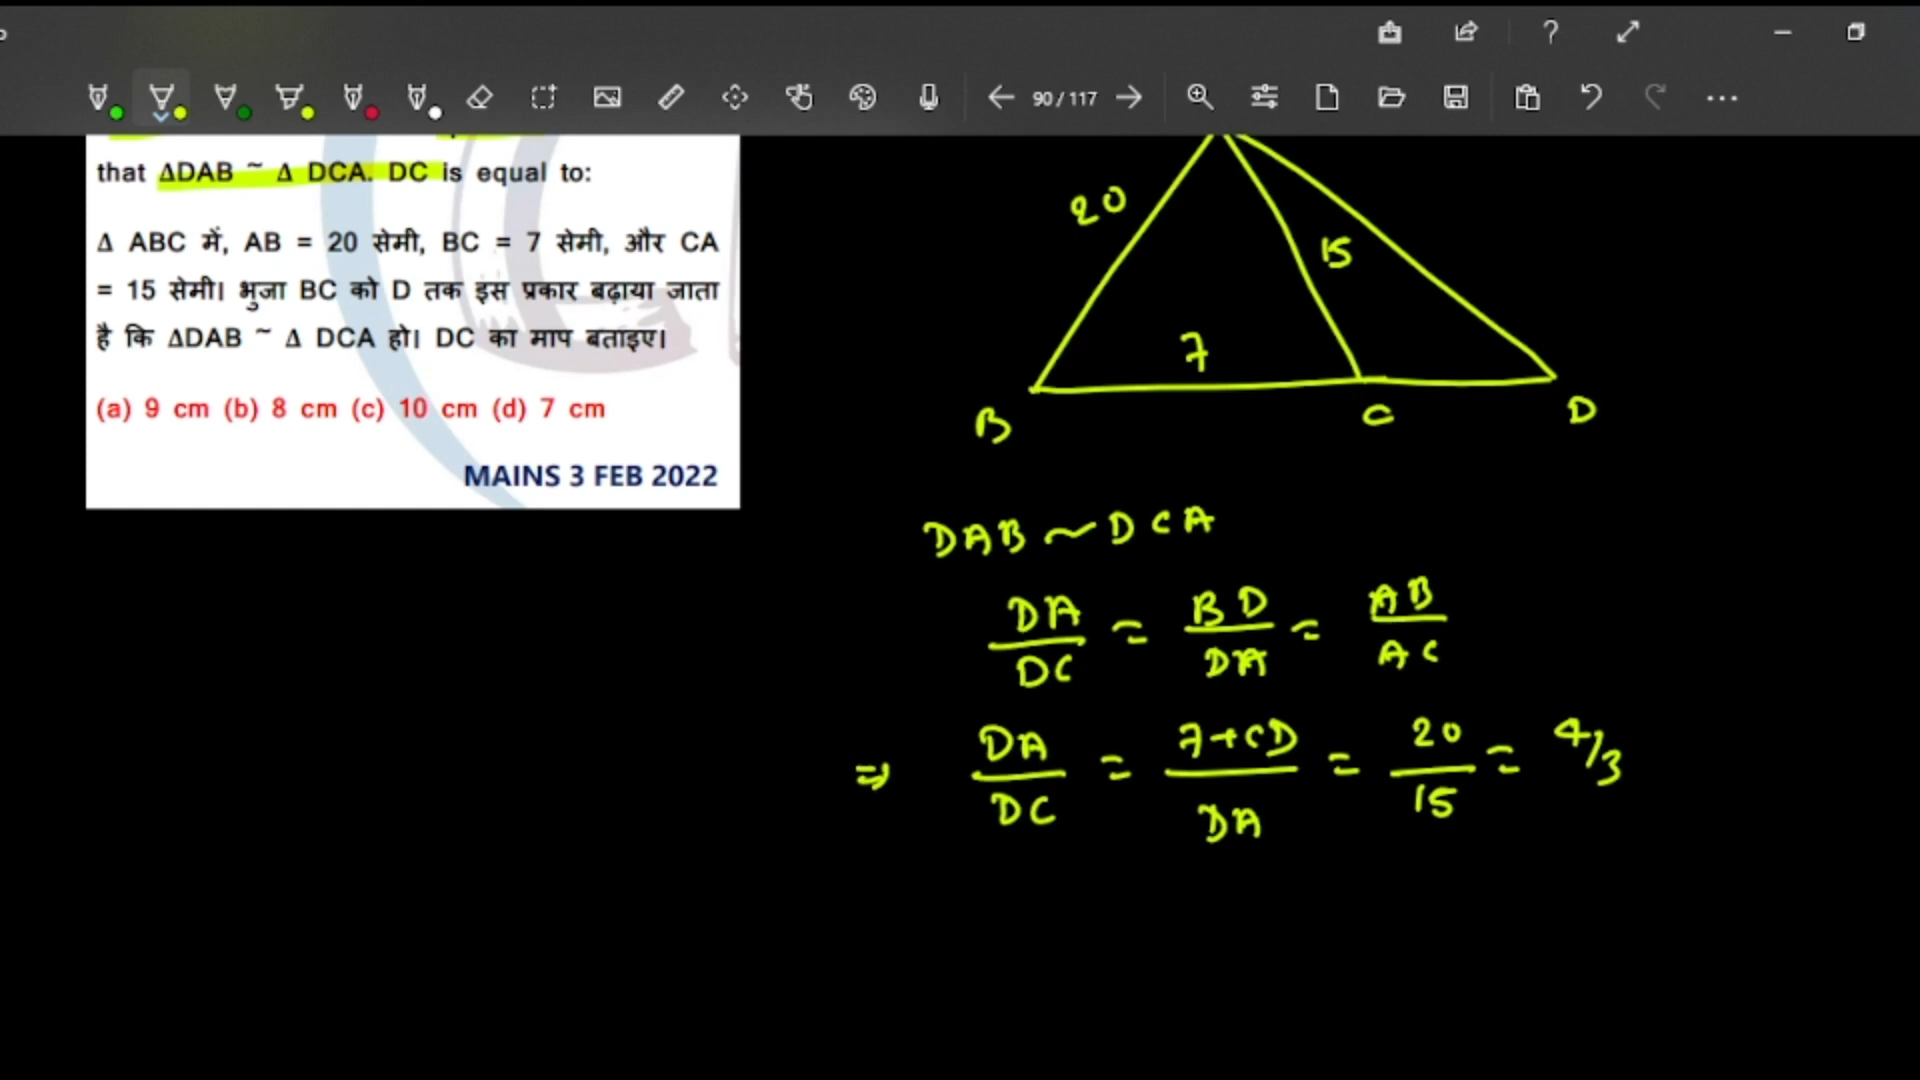 90 / 117
that ΔDAB ~ Δ DCA. DC is equal to:
Δ ABC में, AB = 20 सेमी, BC = 7 सेमी, और CA
= 15 सेमी। भुजा BC को D तक इस प्रकार बढ़ाया जाता
है कि ΔDAB ~ Δ DCA हो। DC का माप बताइए।
(a) 9 cm (b) 8 cm (c) 10 cm (d) 7 cm
MAINS 3 FEB 2022
20
15
7
B C D
DAB ~ DCA
DA/DC = BD/DA = AB/AC
⇒ DA/DC = 7+CD/DA = 20/15 = 4/3